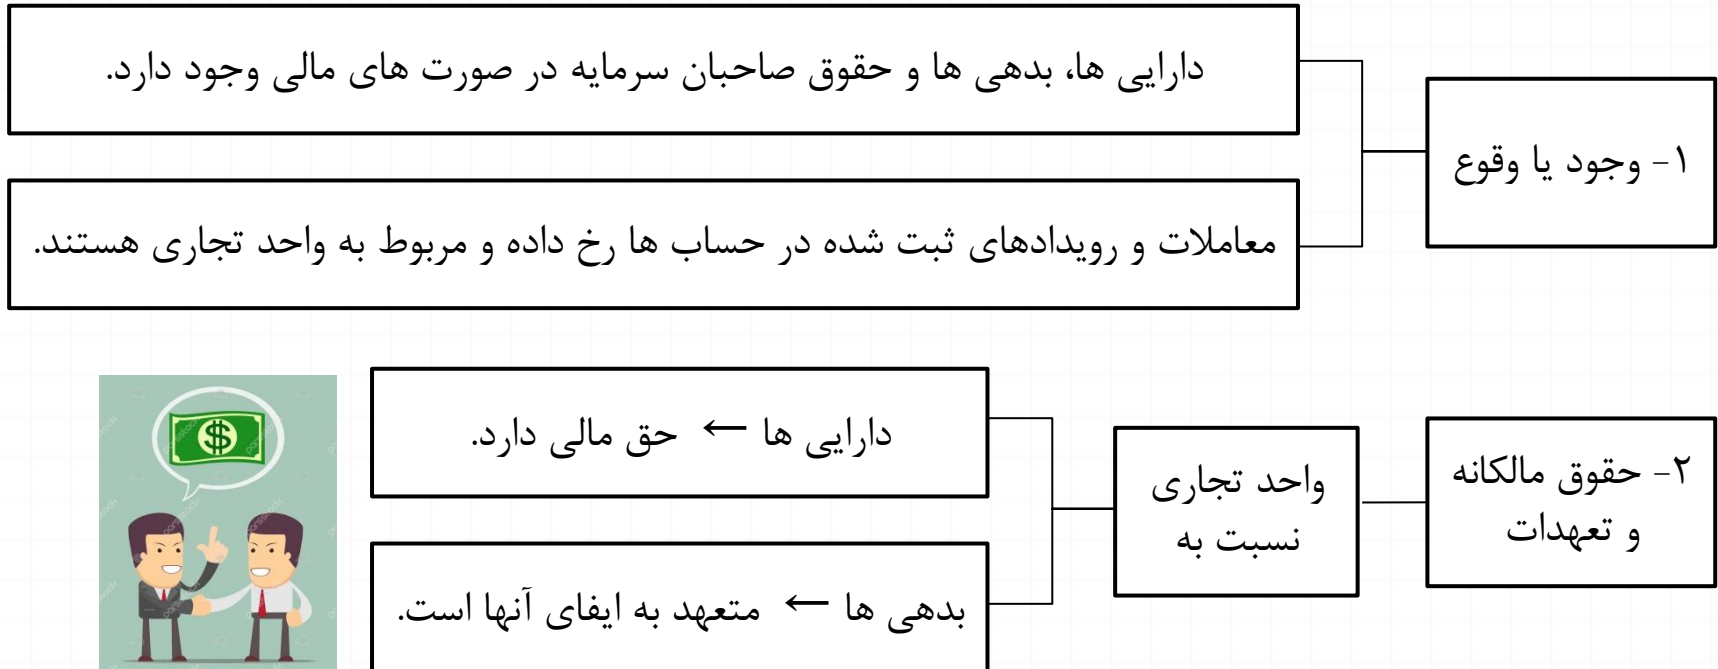 ۱- وجود یا وقوع
دارایی ها، بدهی ها و حقوق صاحبان سرمایه در صورت های مالی وجود دارد.
معاملات و رویدادهای ثبت شده در حساب ها رخ داده و مربوط به واحد تجاری هستند.
۲- حقوق مالکانه
و تعهدات
واحد تجاری
نسبت به
دارایی ها ← حق مالی دارد.
بدهی ها ← متعهد به ایفای آنها است.
$